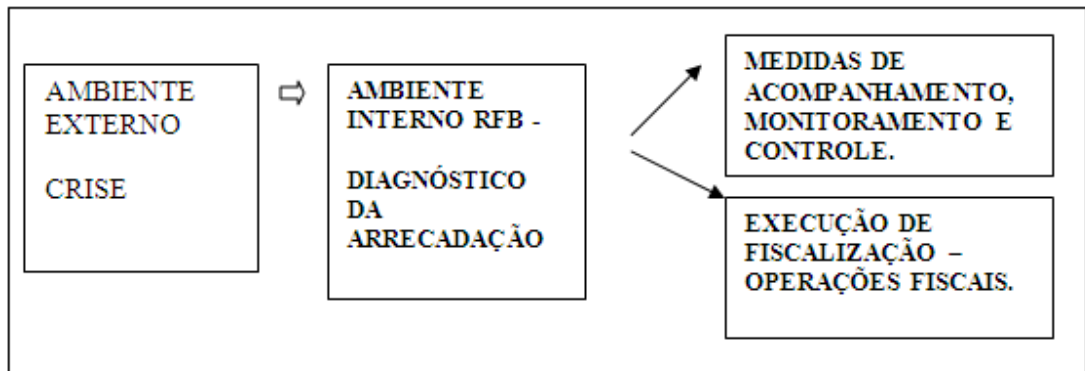 AMBIENTE
EXTERNO
CRISE
AMBIENTE
INTERNO RFB -
DIAGNÓSTICO
DA
ARRECADAÇÃO
MEDIDAS DE
ACOMPANHAMENTO,
MONITORAMENTO E
CONTROLE.
EXECUÇÃO DE
FISCALIZAÇÃO –
OPERAÇÕES FISCAIS.